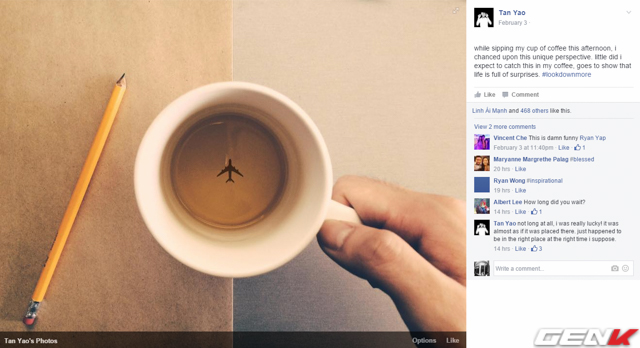 Tan Yao
February 3 ·
while sipping my cup of coffee this afternoon, i
chanced upon this unique perspective. little did i
expect to catch this in my coffee, goes to show that
life is full of surprises. #lookdownmore
Like Comment
Linh Ái Manh and 468 others like this.
View 2 more comments
Vincent Che This is damn funny Ryan Yap
February 3 at 11:40pm · Like · 1
Maryanne Margrethe Palag #blessed
20 hrs · Like
Ryan Wong #inspirational
19 hrs · Like
Albert Lee How long did you wait?
14 hrs · Like · 1
Tan Yao not long at all, i was really lucky! it was
almost as if it was placed there. just happened to
be in the right place at the right time i suppose.
14 hrs · Like · 3
Write a comment...
Tan Yao's Photos
Options Like
GENK